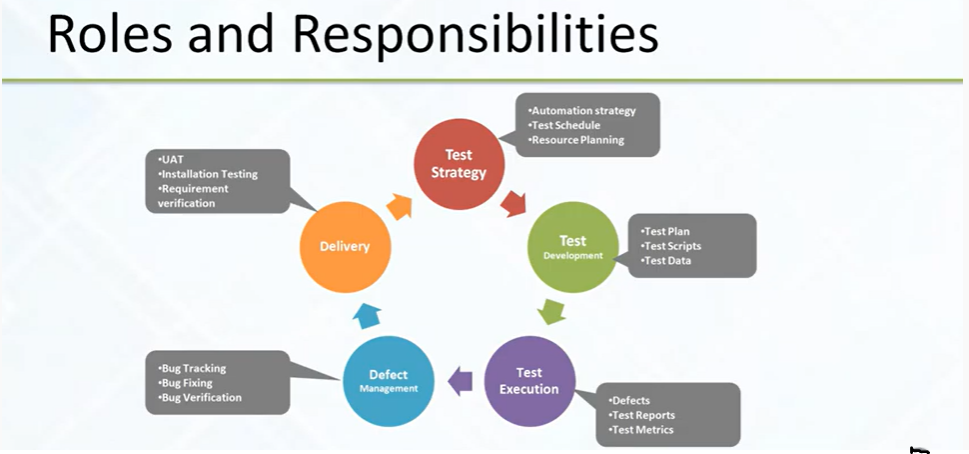 Roles and Responsibilities
Test
Strategy
•Automation strategy
•Test Schedule
•Resource Planning
Test
Development
•Test Plan
•Test Scripts
•Test Data
Test
Execution
•Defects
•Test Reports
•Test Metrics
Defect
Management
•Bug Tracking
•Bug Fixing
•Bug Verification
Delivery
•UAT
•Installation Testing
•Requirement
verification